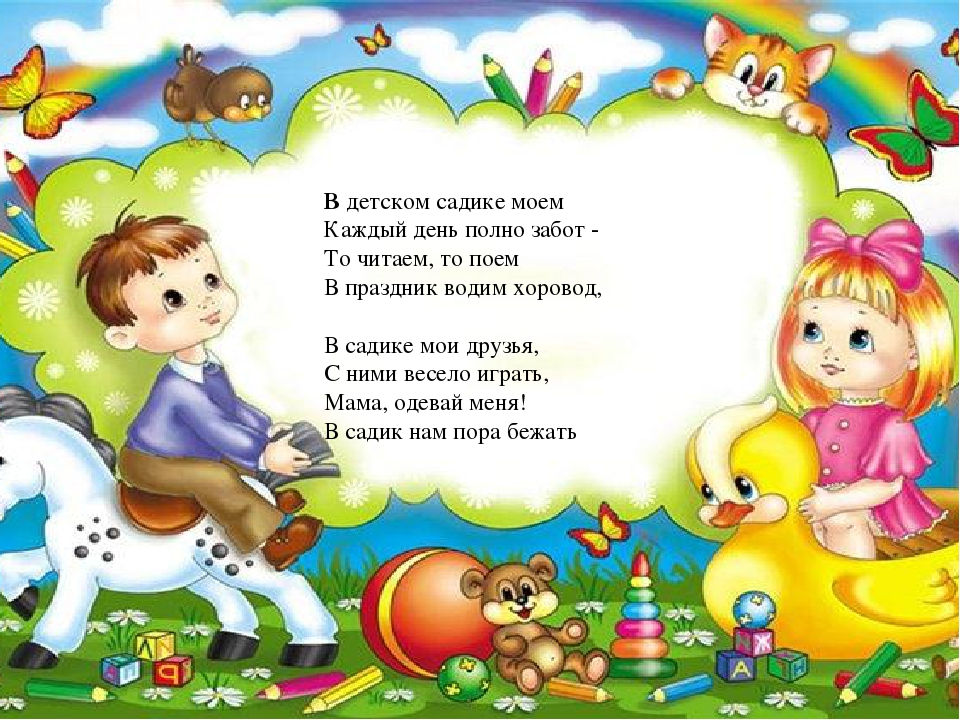 В детском садике моем
Каждый день полно забот -
То читаем, то поем
В праздник водим хоровод,

В садике мои друзья,
С ними весело играть,
Мама, одевай меня!
В садик нам пора бежать
Ж
А
Н